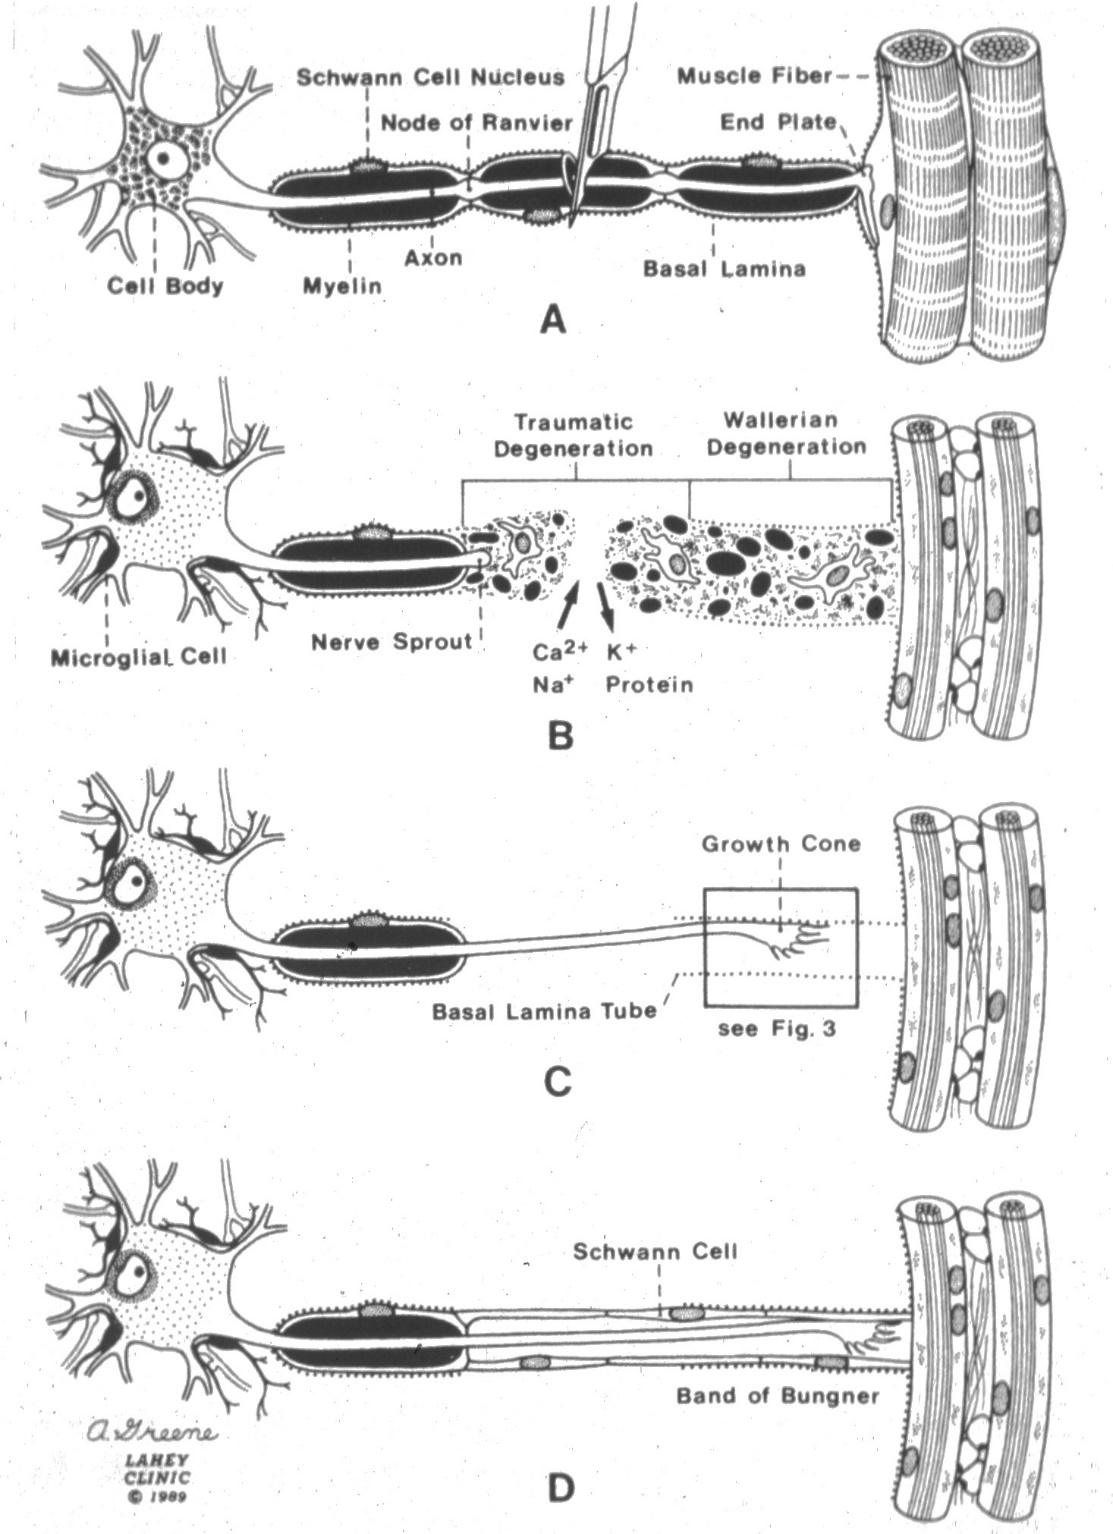 Schwann Cell Nucleus
Muscle Fiber
Node of Ranvier
End Plate
Axon
Basal Lamina
Cell Body
Myelin
A
Traumatic
Degeneration
Wallerian
Degeneration
Nerve Sprout
Microglial Cell
Ca2+ K+
Na+ Protein
B
Growth Cone
Basal Lamina Tube
see Fig. 3
C
Schwann Cell
Band of Bungner
A. Greene
LAHEY
CLINIC
© 1989
D